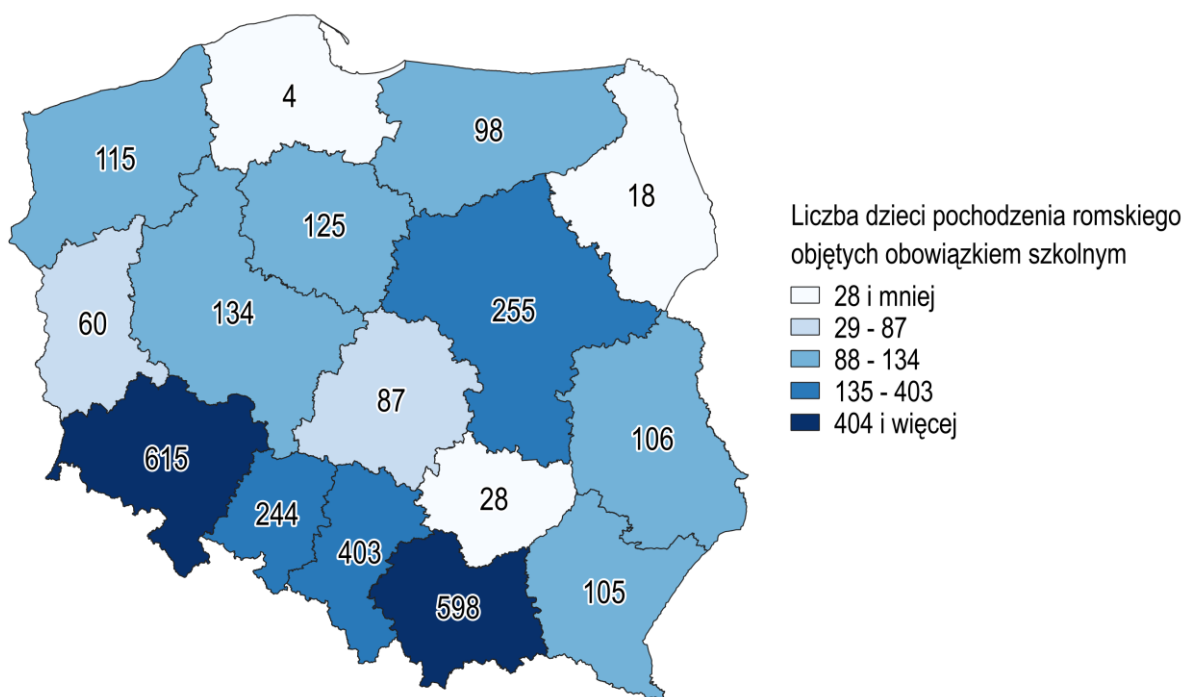 4
98
115
18
125
255
134
60
87
106
615
28
244
403
105
598
Liczba dzieci pochodzenia romskiego
objętych obowiązkiem szkolnym
28 i mniej
29 - 87
88 - 134
135 - 403
404 i więcej